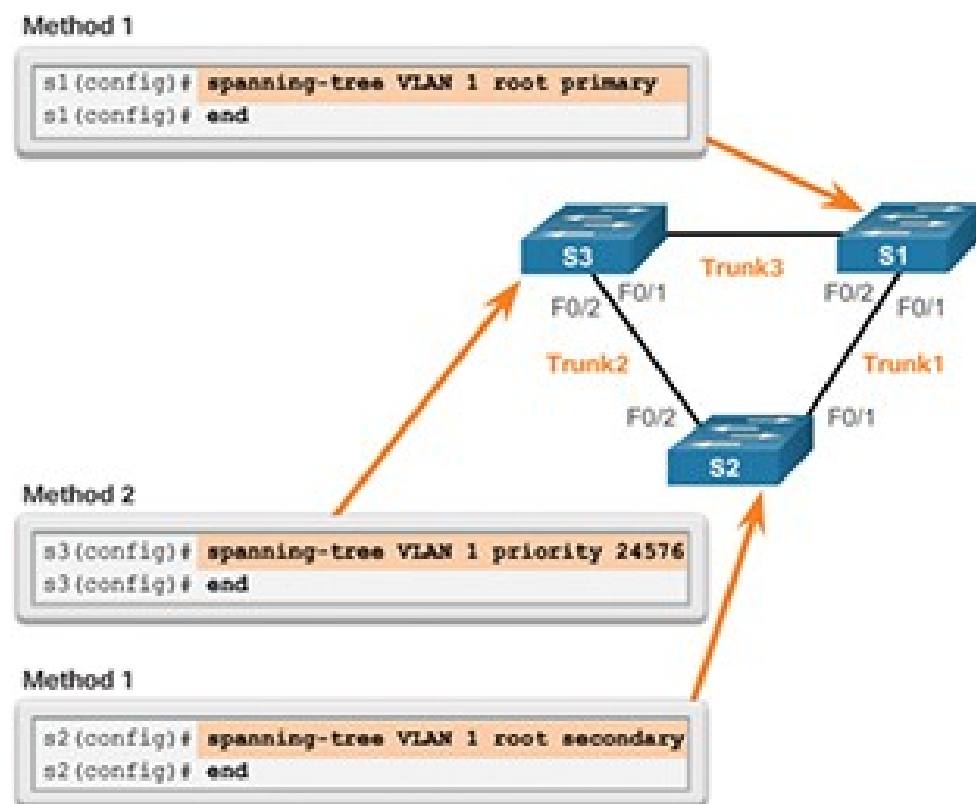 Method 1
s1(config)# spanning-tree VLAN 1 root primary
s1(config)# end
S3
S1
Trunk3
F0/2
F0/1
F0/2
F0/1
Trunk2
Trunk1
F0/2
F0/1
S2
Method 2
s3(config)# spanning-tree VLAN 1 priority 24576
s3(config)# end
Method 1
s2(config)# spanning-tree VLAN 1 root secondary
s2(config)# end